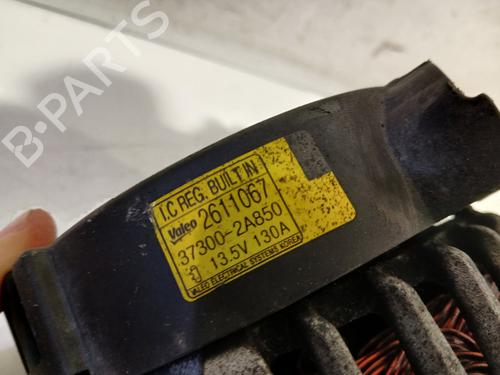 B-PARTS
I.C REG. BUILT IN
Valeo 2611067
37300-2A850
13.5V 130A
VALEO ELECTRICAL SYSTEMS KOREA